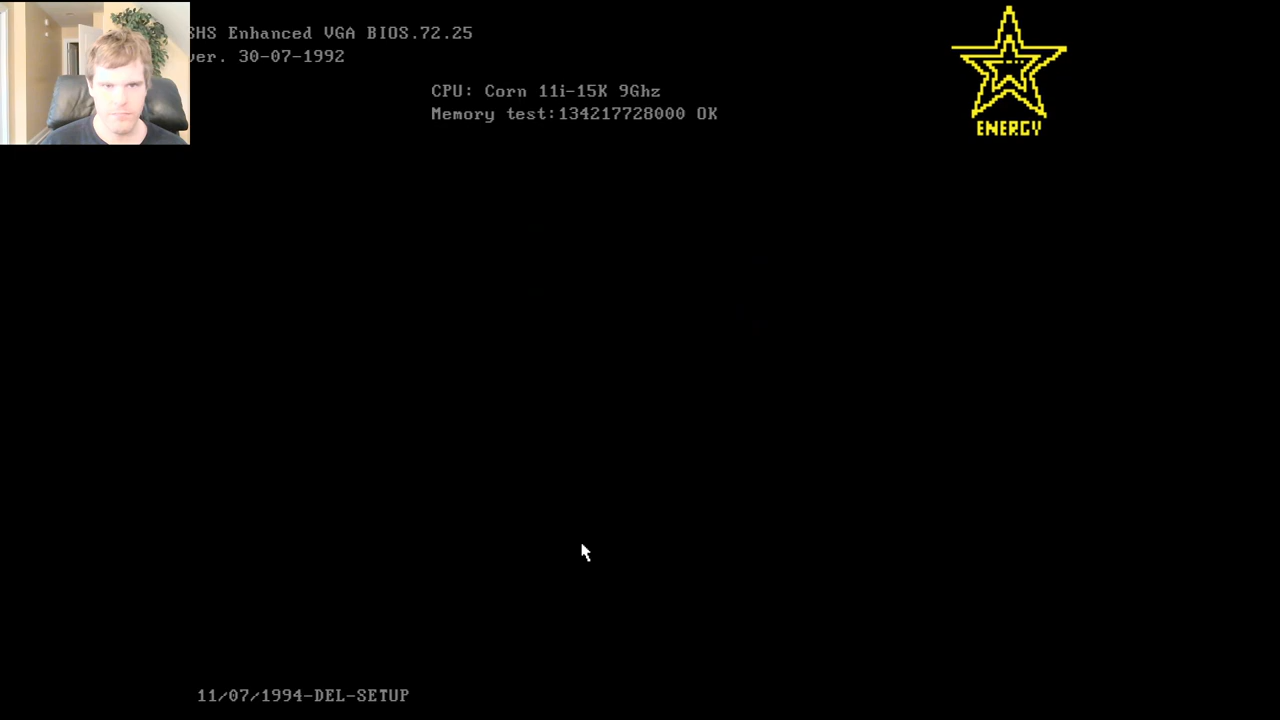 SHS Enhanced VGA BIOS.72.25
ver. 30-07-1992
CPU: Corn 11i-15K 9Ghz
Memory test:134217728000 OK
ENERGY
11/07/1994-DEL-SETUP